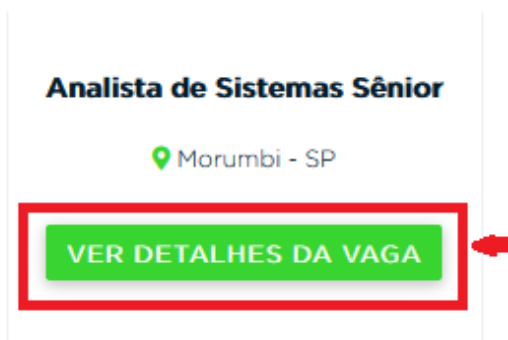 Analista de Sistemas Sênior
Morumbi - SP
VER DETALHES DA VAGA